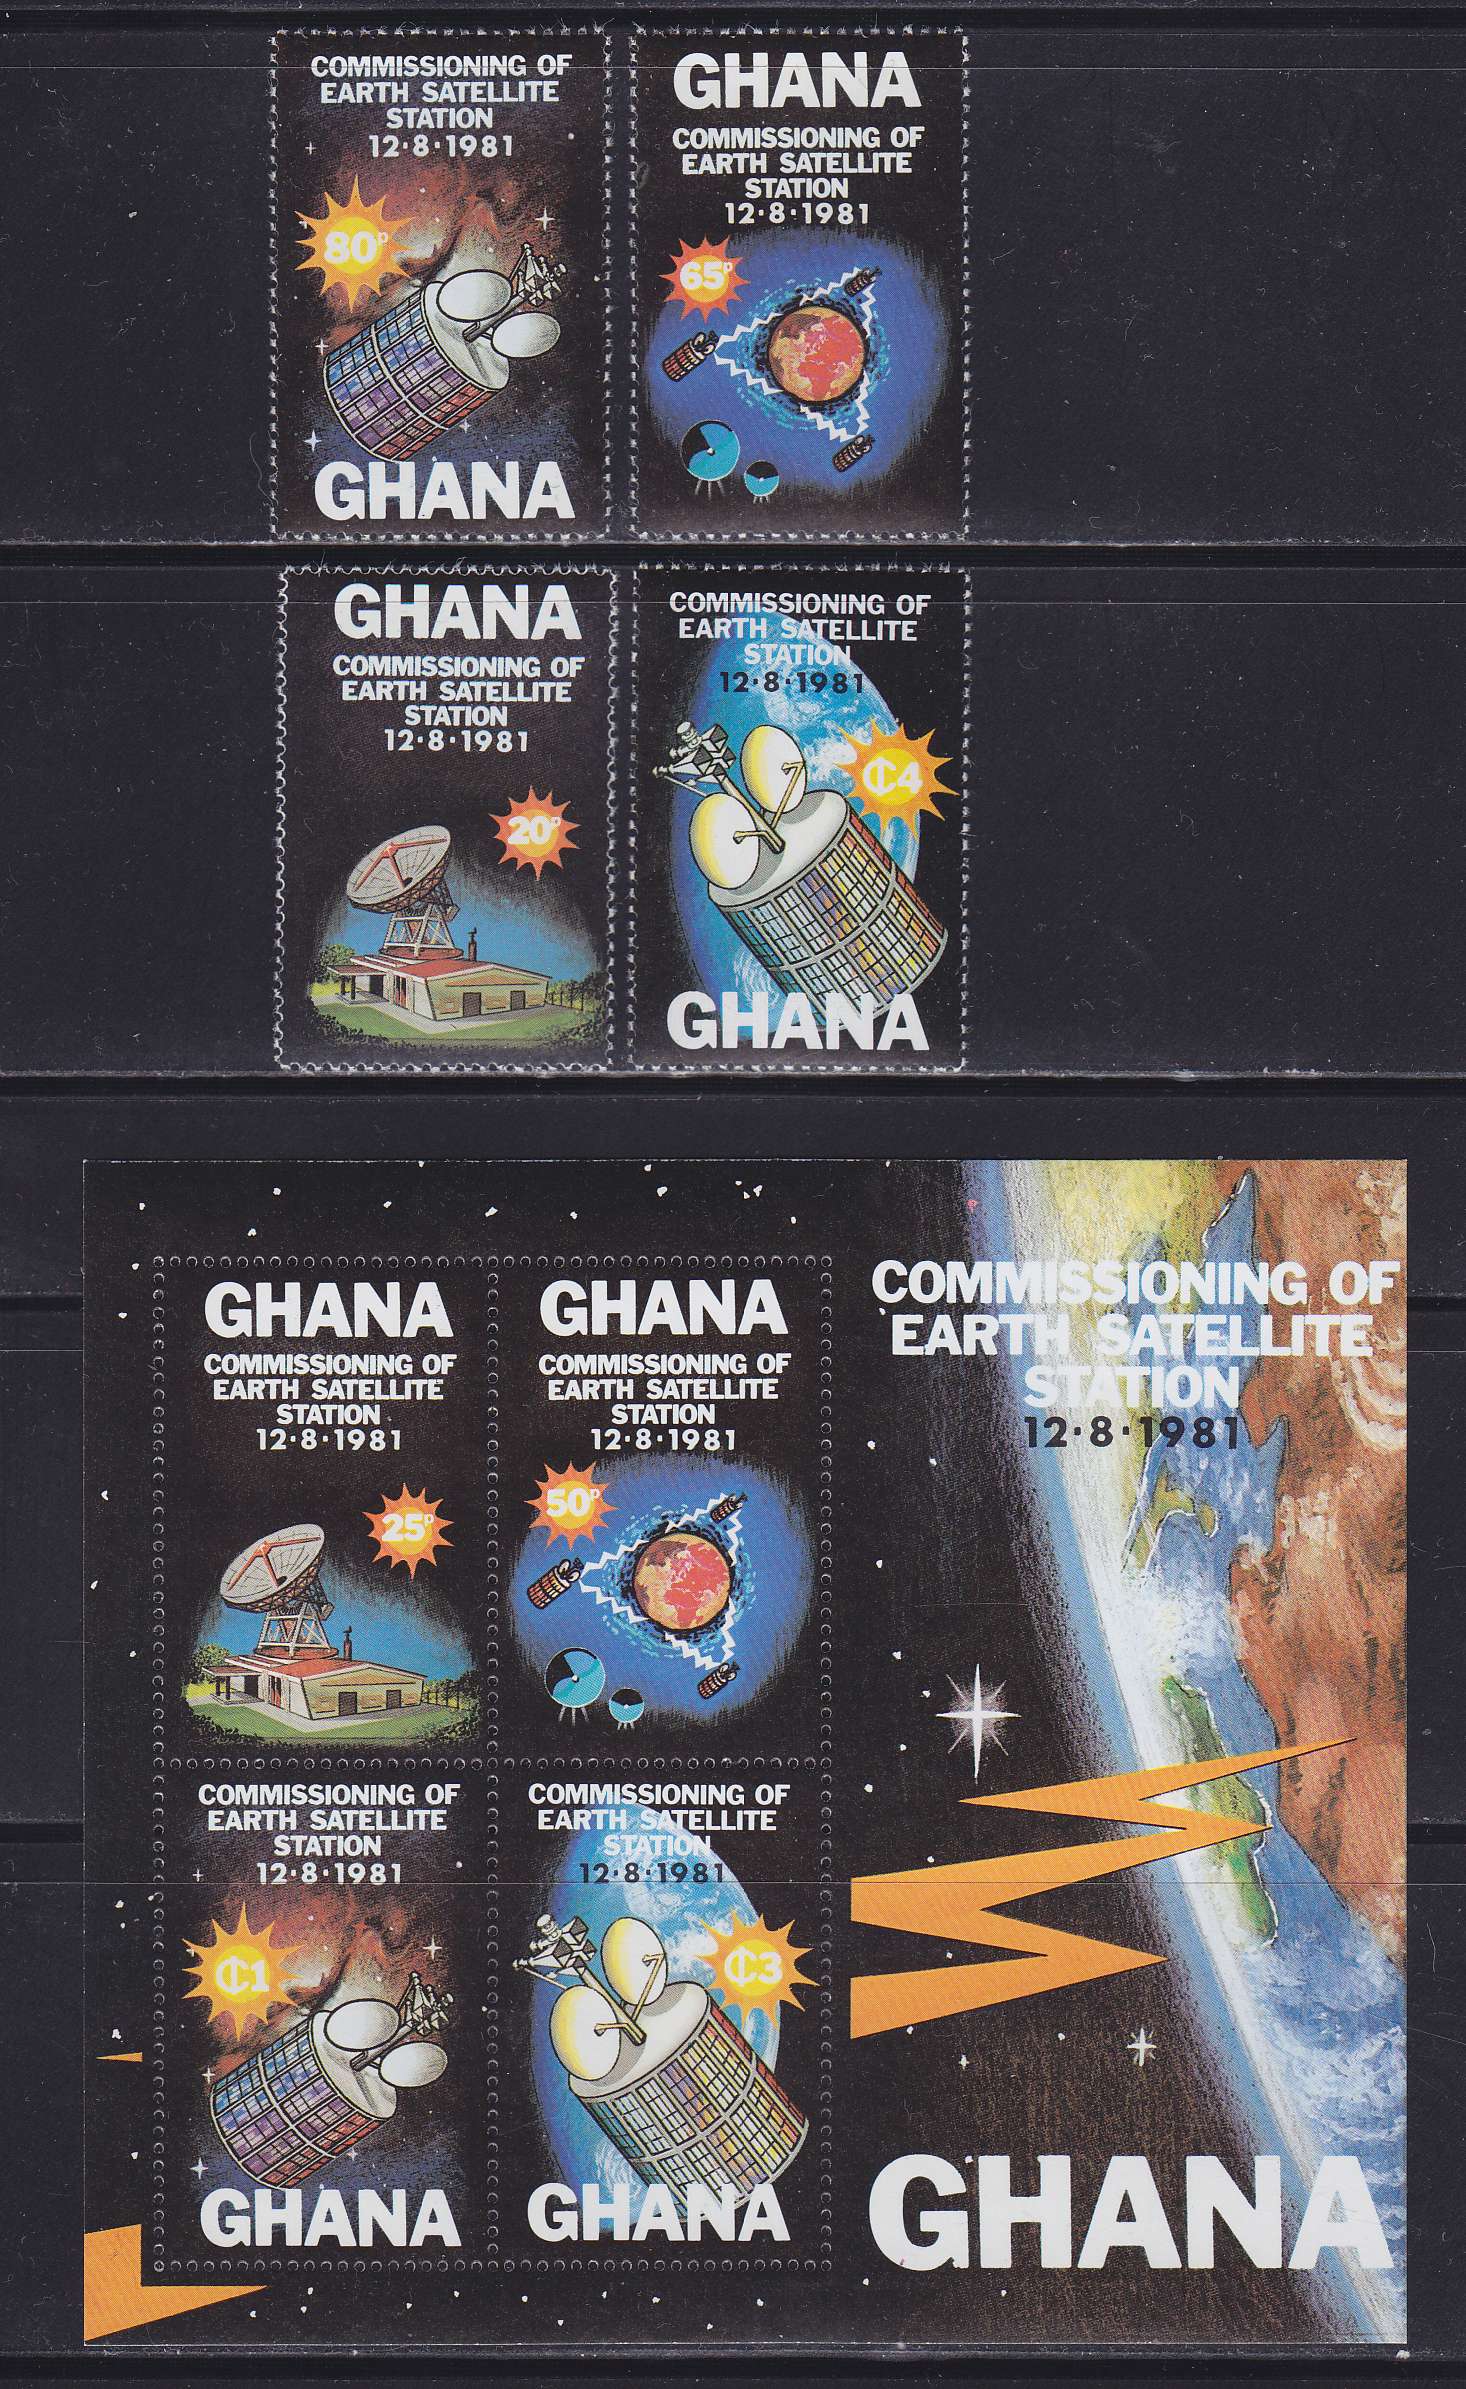 COMMISSIONING OF
EARTH SATELLITE
STATION
12·8·1981
80p
GHANA
GHANA
COMMISSIONING OF
EARTH SATELLITE
STATION
12·8·1981
65p
GHANA
COMMISSIONING OF
EARTH SATELLITE
STATION
12·8·1981
20p
COMMISSIONING OF
EARTH SATELLITE
STATION
12·8·1981
₵4
GHANA
GHANA
COMMISSIONING OF
EARTH SATELLITE
STATION
12·8·1981
25p
GHANA
COMMISSIONING OF
EARTH SATELLITE
STATION
12·8·1981
50p
COMMISSIONING OF
EARTH SATELLITE
STATION
12·8·1981
₵1
GHANA
COMMISSIONING OF
EARTH SATELLITE
STATION
12·8·1981
₵3
GHANA
COMMISSIONING OF
EARTH SATELLITE
STATION
12·8·1981
GHANA